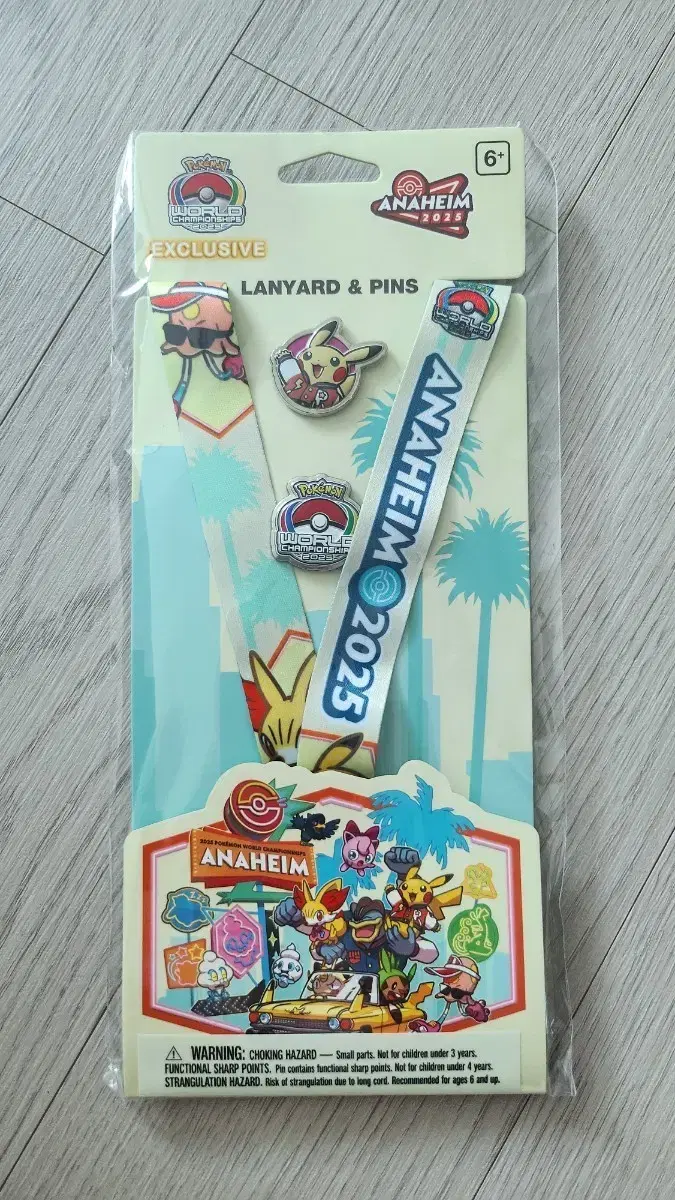 Pokémon
WORLD
CHAMPIONSHIPS
2025
EXCLUSIVE
ANAHEIM
2025
6+
LANYARD & PINS
WORLD
ANAHEIM 2025
Pokémon
WORLD
CHAMPIONSHIPS
2025
2025 POKÉMON WORLD CHAMPIONSHIPS
ANAHEIM
ZZZ
⚠ WARNING: CHOKING HAZARD — Small parts. Not for children under 3 years.
FUNCTIONAL SHARP POINTS. Pin contains functional sharp points. Not for children under 4 years.
STRANGULATION HAZARD. Risk of strangulation due to long cord. Recommended for ages 6 and up.